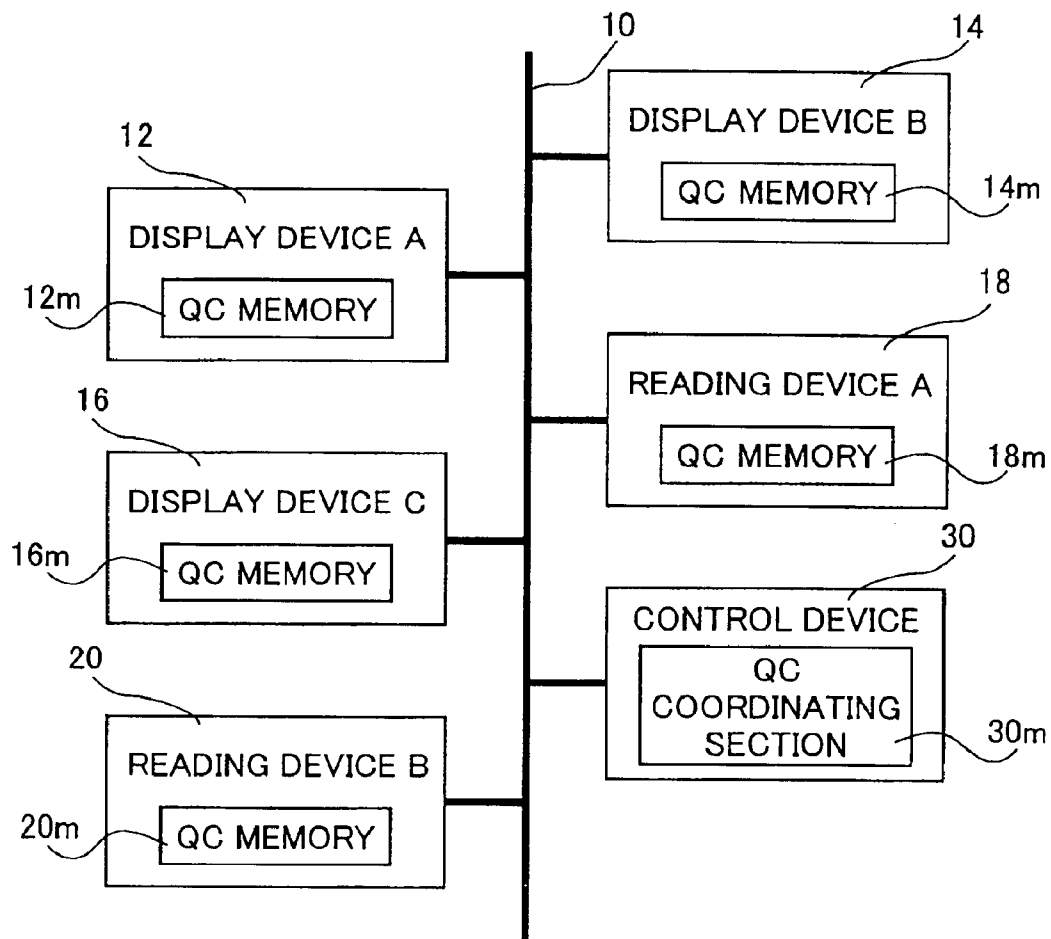 10
14
DISPLAY DEVICE B
QC MEMORY
14m
12
DISPLAY DEVICE A
12m
QC MEMORY
18
READING DEVICE A
QC MEMORY
18m
16
DISPLAY DEVICE C
16m
QC MEMORY
30
CONTROL DEVICE
QC
COORDINATING
SECTION
30m
20
READING DEVICE B
20m
QC MEMORY